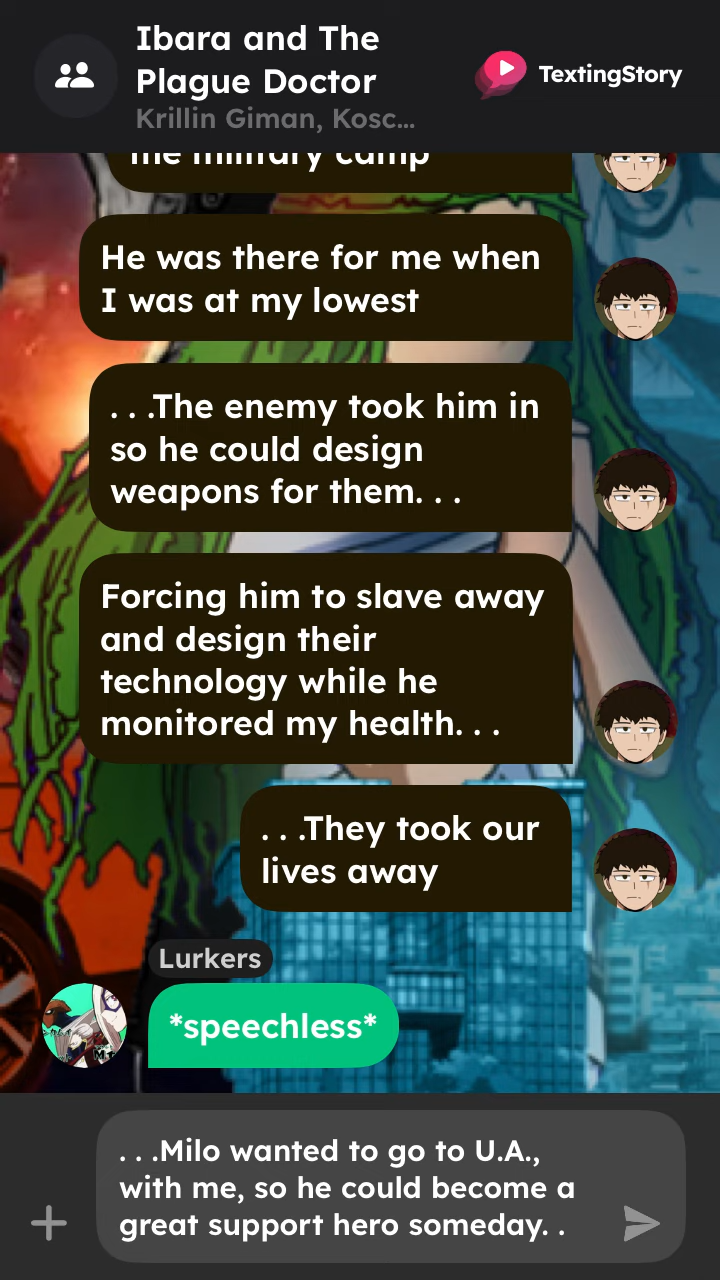 Ibara and The
Plague Doctor
Krillin Giman, Kosc...
TextingStory
the military camp
He was there for me when
I was at my lowest
. . .The enemy took him in
so he could design
weapons for them. . .
Forcing him to slave away
and design their
technology while he
monitored my health. . .
. . .They took our
lives away
Lurkers
*speechless*
. . .Milo wanted to go to U.A.,
with me, so he could become a
great support hero someday. .